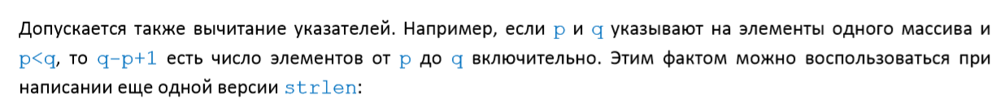 Допускается также вычитание указателей. Например, если p и q указывают на элементы одного массива и
p<q, то q-p+1 есть число элементов от p до q включительно. Этим фактом можно воспользоваться при
написании еще одной версии strlen: